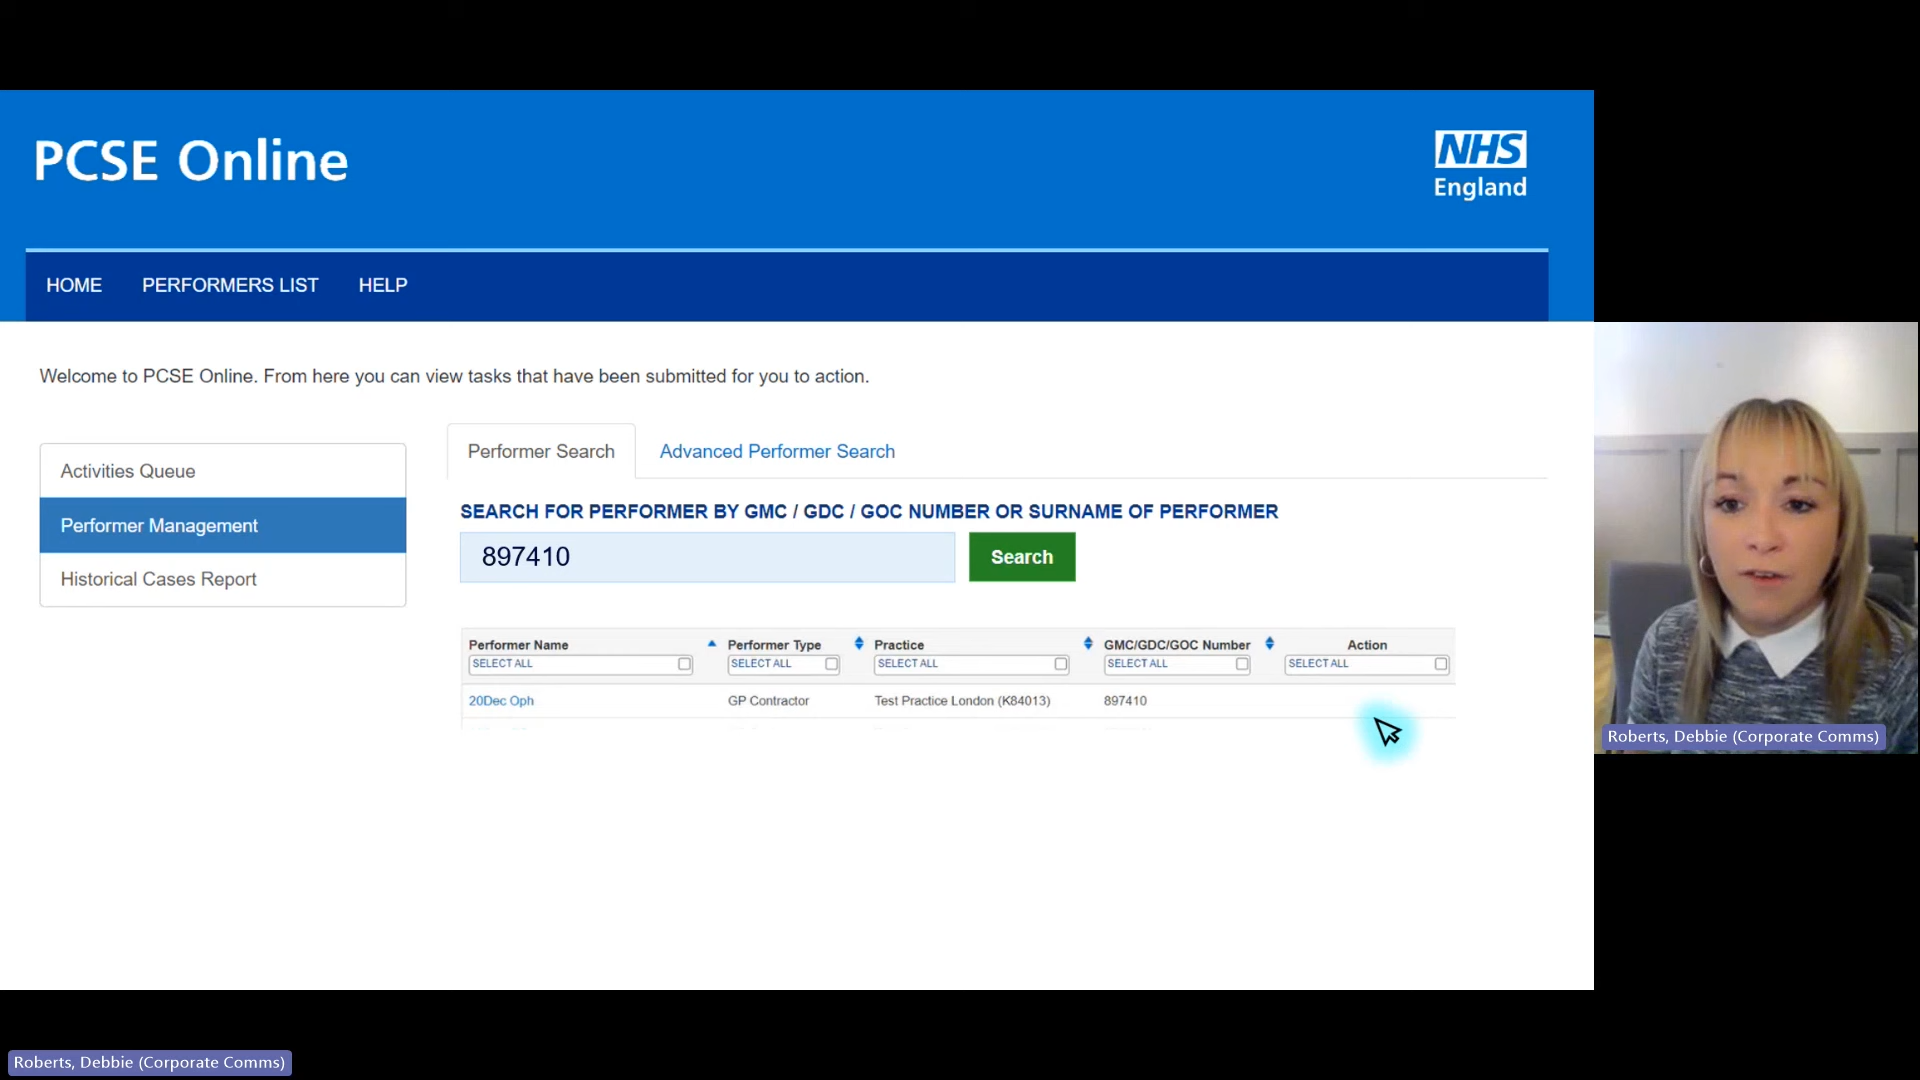 PCSE Online
NHS
England
HOME PERFORMERS LIST HELP
Welcome to PCSE Online. From here you can view tasks that have been submitted for you to action.
Activities Queue
Performer Management
Historical Cases Report
Performer Search Advanced Performer Search
SEARCH FOR PERFORMER BY GMC / GDC / GOC NUMBER OR SURNAME OF PERFORMER
897410 Search
Performer Name Performer Type Practice GMC/GDC/GOC Number Action
SELECT ALL SELECT ALL SELECT ALL SELECT ALL SELECT ALL
20Dec Oph GP Contractor Test Practice London (K84013) 897410
Roberts, Debbie (Corporate Comms)
Roberts, Debbie (Corporate Comms)